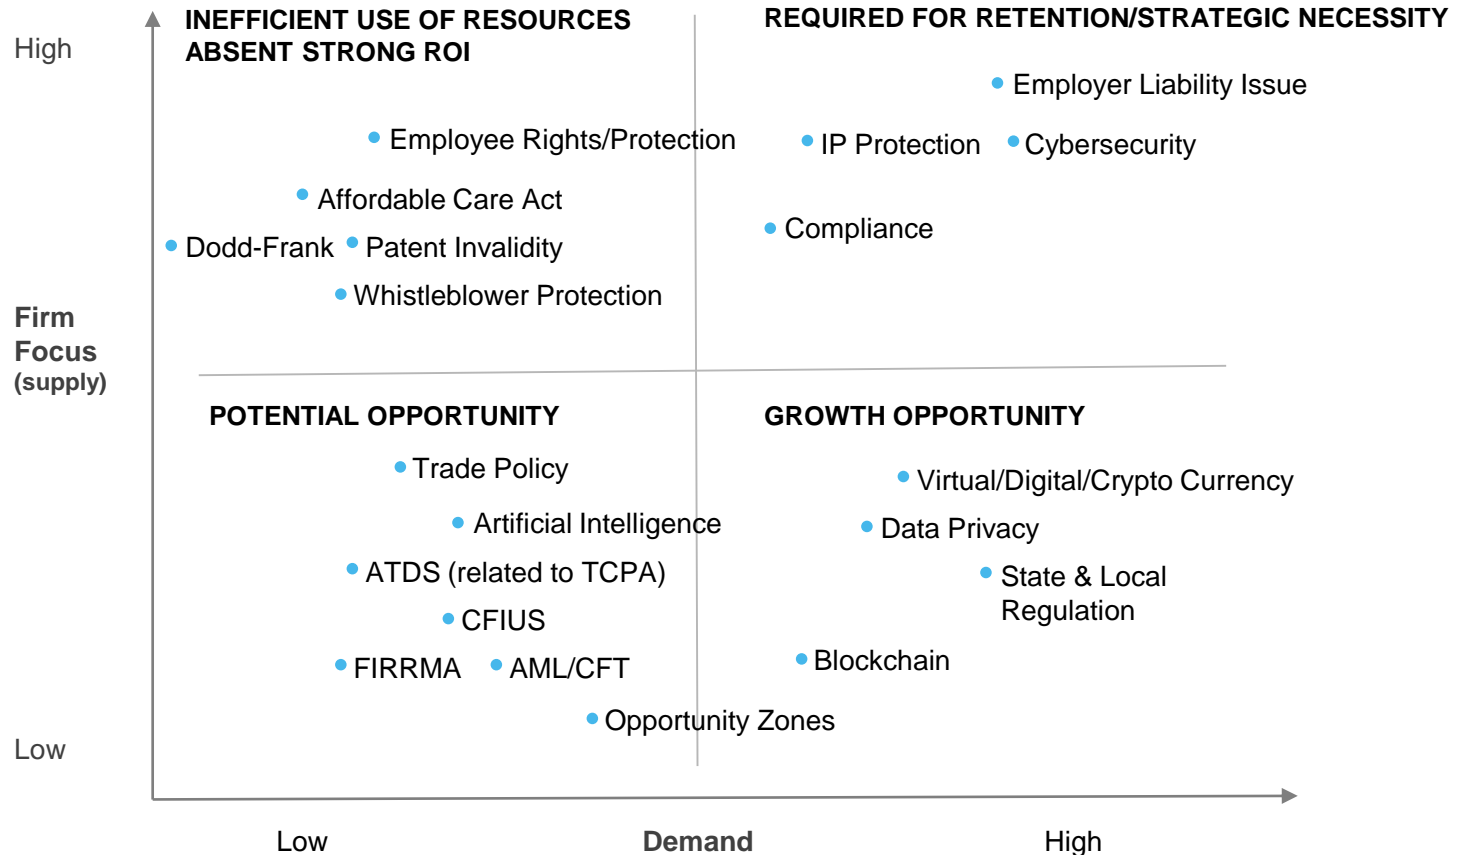 INEFFICIENT USE OF RESOURCES
ABSENT STRONG ROI
REQUIRED FOR RETENTION/STRATEGIC NECESSITY
High
Employer Liability Issue
Employee Rights/Protection
IP Protection
Cybersecurity
Affordable Care Act
Compliance
Dodd-Frank
Patent Invalidity
Whistleblower Protection
Firm
Focus
(supply)
POTENTIAL OPPORTUNITY
GROWTH OPPORTUNITY
Trade Policy
Virtual/Digital/Crypto Currency
Artificial Intelligence
Data Privacy
ATDS (related to TCPA)
State & Local
Regulation
CFIUS
FIRRMA
AML/CFT
Blockchain
Opportunity Zones
Low
Low
Demand
High